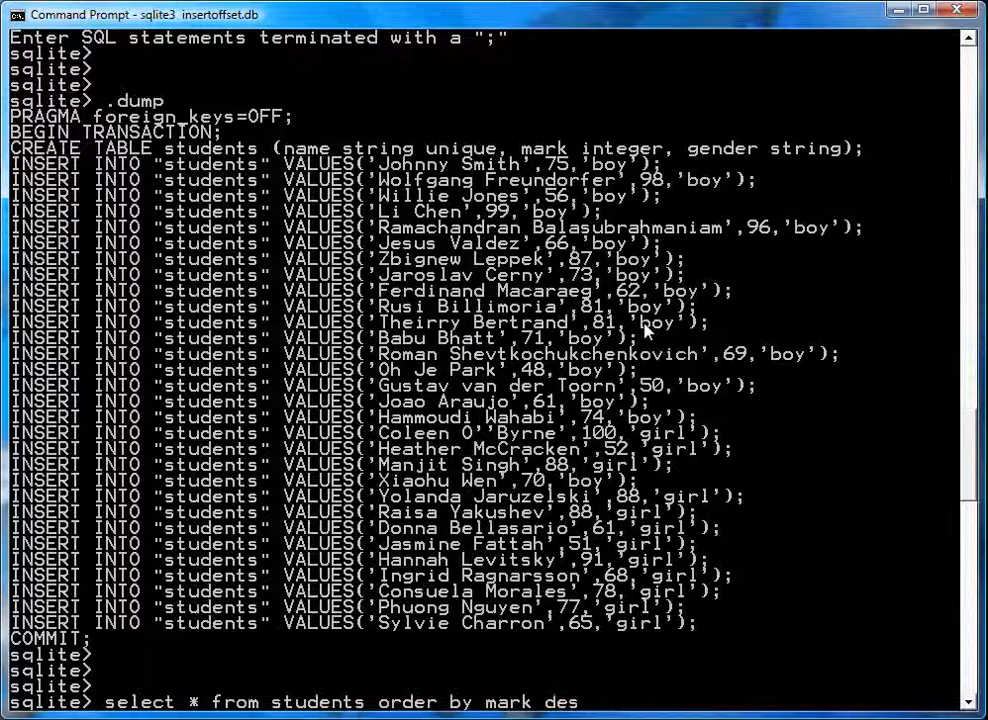 Command Prompt - sqlite3 insertoffset.db
Enter SQL statements terminated with a ";"
sqlite>
sqlite>
sqlite>
sqlite> .dump
PRAGMA foreign_keys=OFF;
BEGIN TRANSACTION;
CREATE TABLE students (name string unique, mark integer, gender string);
INSERT INTO "students" VALUES('Johnny Smith',75,'boy');
INSERT INTO "students" VALUES('Wolfgang Freundorfer',98,'boy');
INSERT INTO "students" VALUES('Willie Jones',56,'boy');
INSERT INTO "students" VALUES('Li Chen',99,'boy');
INSERT INTO "students" VALUES('Ramachandran Balasubrahmaniam',96,'boy');
INSERT INTO "students" VALUES('Jesus Valdez',66,'boy');
INSERT INTO "students" VALUES('Zbignew Leppek',87,'boy');
INSERT INTO "students" VALUES('Jaroslav Cerny',73,'boy');
INSERT INTO "students" VALUES('Ferdinand Macaraeg',62,'boy');
INSERT INTO "students" VALUES('Rusi Billimoria',81,'boy');
INSERT INTO "students" VALUES('Theirry Bertrand',81,'boy');
INSERT INTO "students" VALUES('Babu Bhatt',71,'boy');
INSERT INTO "students" VALUES('Roman Shevtkochukchenkovich',69,'boy');
INSERT INTO "students" VALUES('Oh Je Park',48,'boy');
INSERT INTO "students" VALUES('Gustav van der Toorn',50,'boy');
INSERT INTO "students" VALUES('Joao Araujo',61,'boy');
INSERT INTO "students" VALUES('Hammoudi Wahabi',74,'boy');
INSERT INTO "students" VALUES('Coleen O''Byrne',100,'girl');
INSERT INTO "students" VALUES('Heather McCracken',52,'girl');
INSERT INTO "students" VALUES('Manjit Singh',88,'girl');
INSERT INTO "students" VALUES('Xiaohu Wen',70,'boy');
INSERT INTO "students" VALUES('Yolanda Jaruzelski',88,'girl');
INSERT INTO "students" VALUES('Raisa Yakushev',88,'girl');
INSERT INTO "students" VALUES('Donna Bellasario',61,'girl');
INSERT INTO "students" VALUES('Jasmine Fattah',51,'girl');
INSERT INTO "students" VALUES('Hannah Levitsky',91,'girl');
INSERT INTO "students" VALUES('Ingrid Ragnarsson',68,'girl');
INSERT INTO "students" VALUES('Consuela Morales',78,'girl');
INSERT INTO "students" VALUES('Phuong Nguyen',77,'girl');
INSERT INTO "students" VALUES('Sylvie Charron',65,'girl');
COMMIT;
sqlite>
sqlite>
sqlite>
sqlite> select * from students order by mark des